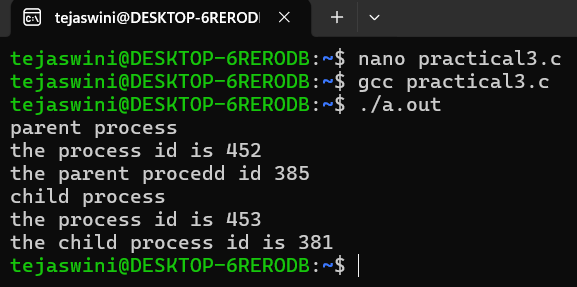 tejaswini@DESKTOP-6RERODB
tejaswini@DESKTOP-6RERODB:~$ nano practical3.c
tejaswini@DESKTOP-6RERODB:~$ gcc practical3.c
tejaswini@DESKTOP-6RERODB:~$ ./a.out
parent process
the process id is 452
the parent procedd id 385
child process
the process id is 453
the child process id is 381
tejaswini@DESKTOP-6RERODB:~$